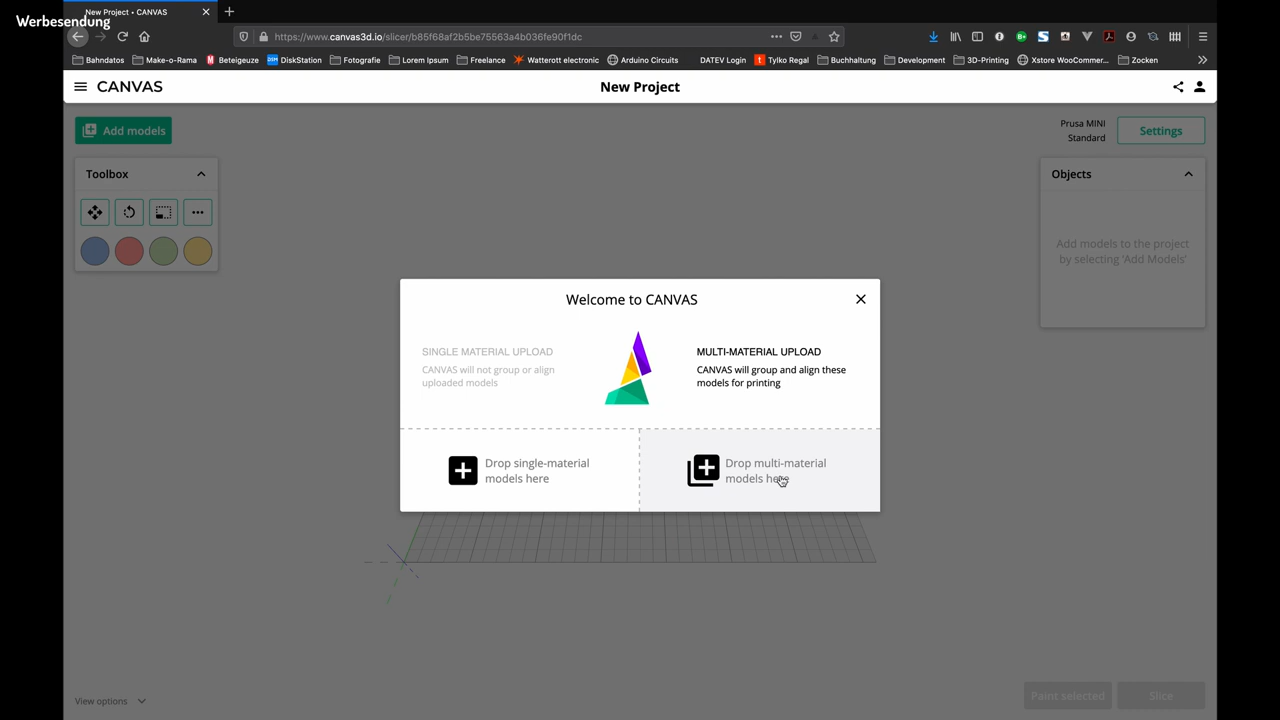 Werbesendung
New Project • CANVAS
https://www.canvas3d.io/slicer/b85f68af2b5be75563a4b036fe90f1dc
Bahndatos
Make-o-Rama
Beteigeuze
DiskStation
Fotografie
Lorem Ipsum
Freelance
Watterott electronic
Arduino Circuits
DATEV Login
Tylko Regal
Buchhaltung
Development
3D-Printing
Xstore WooCommer...
Zocken
CANVAS
New Project
Add models
Prusa MINI
Standard
Settings
Toolbox
Objects
Add models to the project
by selecting 'Add Models'
Welcome to CANVAS
SINGLE MATERIAL UPLOAD
CANVAS will not group or align
uploaded models
MULTI-MATERIAL UPLOAD
CANVAS will group and align these
models for printing
Drop single-material
models here
Drop multi-material
models here
View options
Paint selected
Slice